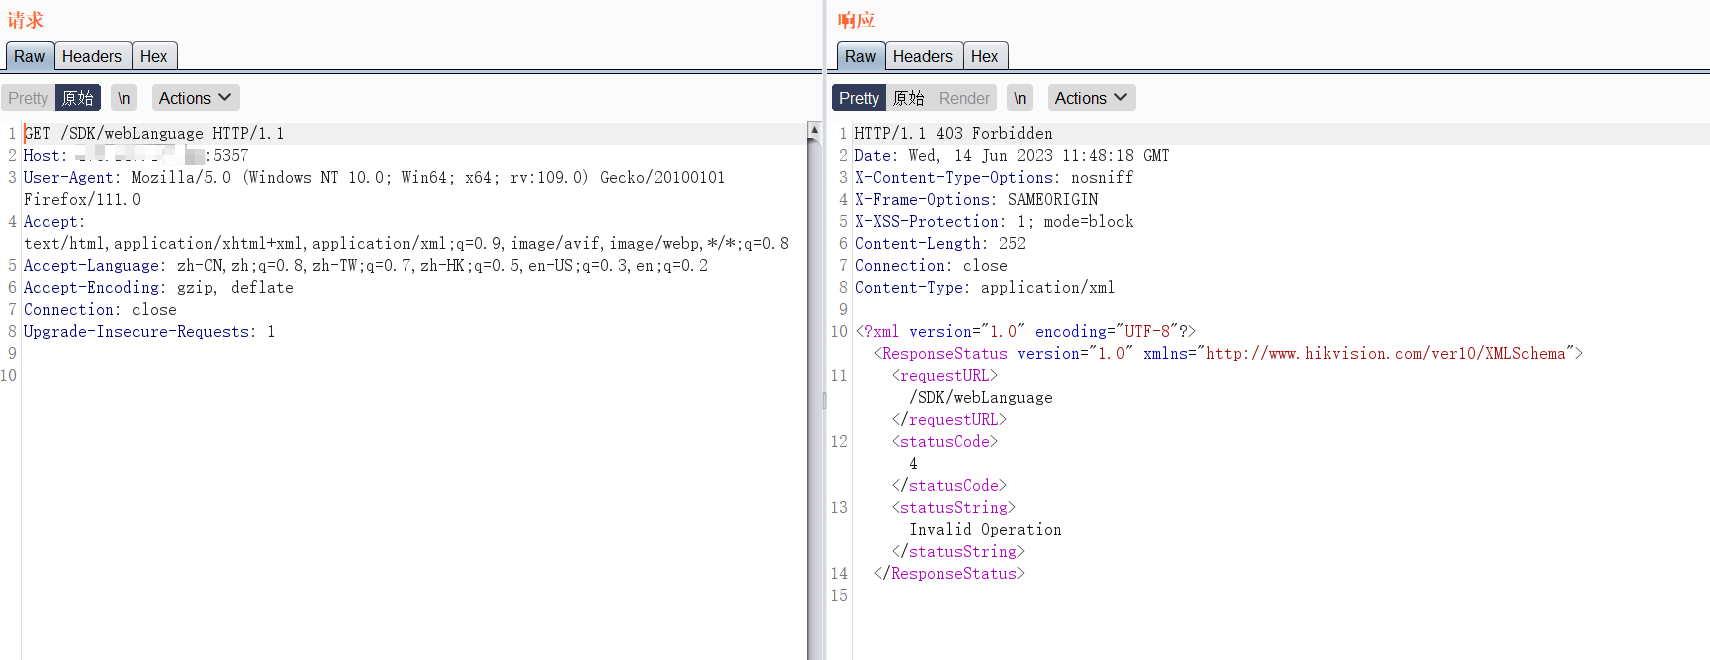 请求
Raw Headers Hex
Pretty 原始 \n Actions
1 GET /SDK/webLanguage HTTP/1.1
2 Host: :5357
3 User-Agent: Mozilla/5.0 (Windows NT 10.0; Win64; x64; rv:109.0) Gecko/20100101
Firefox/111.0
4 Accept:
text/html,application/xhtml+xml,application/xml;q=0.9,image/avif,image/webp,*/*;q=0.8
5 Accept-Language: zh-CN,zh;q=0.8,zh-TW;q=0.7,zh-HK;q=0.5,en-US;q=0.3,en;q=0.2
6 Accept-Encoding: gzip, deflate
7 Connection: close
8 Upgrade-Insecure-Requests: 1
9
10
响应
Raw Headers Hex
Pretty 原始 Render \n Actions
1 HTTP/1.1 403 Forbidden
2 Date: Wed, 14 Jun 2023 11:48:18 GMT
3 X-Content-Type-Options: nosniff
4 X-Frame-Options: SAMEORIGIN
5 X-XSS-Protection: 1; mode=block
6 Content-Length: 252
7 Connection: close
8 Content-Type: application/xml
9
10 <?xml version="1.0" encoding="UTF-8"?>
<ResponseStatus version="1.0" xmlns="http://www.hikvision.com/ver10/XMLSchema">
11 <requestURL>
/SDK/webLanguage
</requestURL>
12 <statusCode>
4
</statusCode>
13 <statusString>
Invalid Operation
</statusString>
14 </ResponseStatus>
15